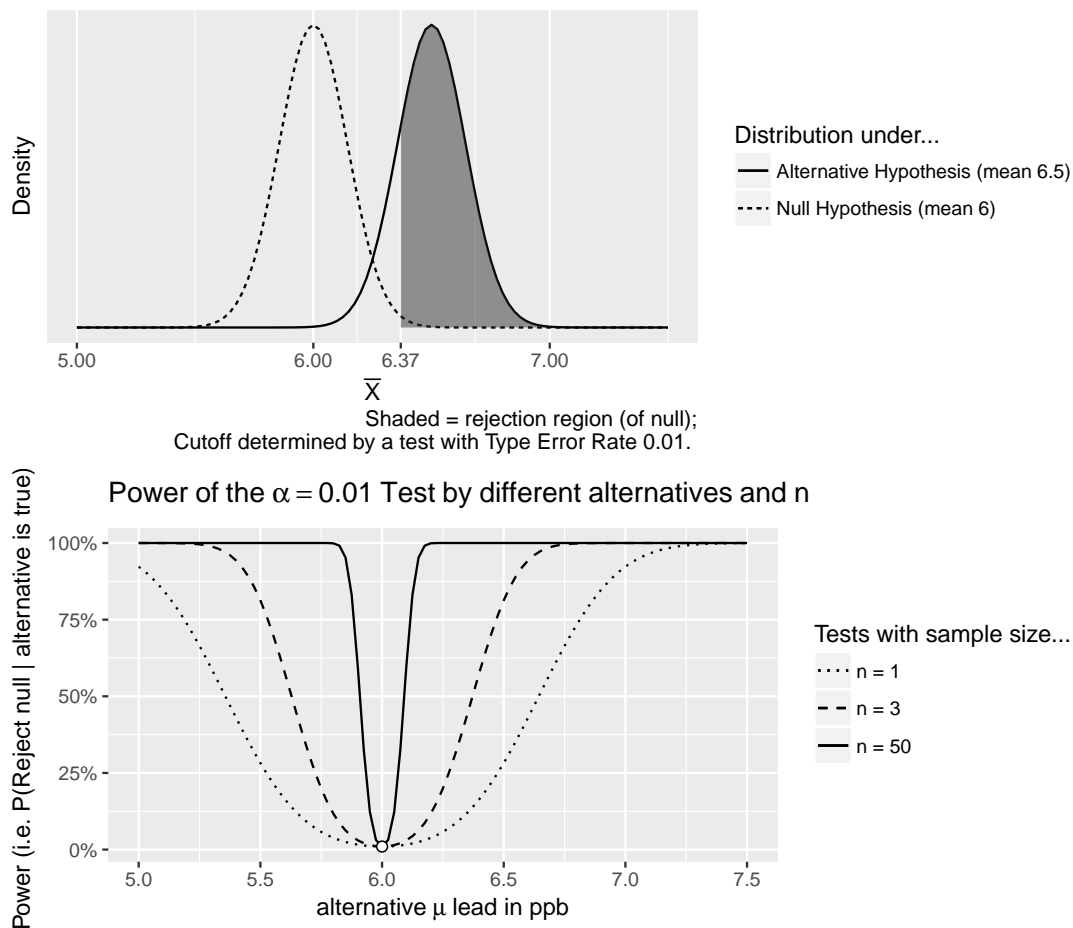 Density
5.00
6.00
6.37
7.00
X
Shaded = rejection region (of null);
Cutoff determined by a test with Type Error Rate 0.01.
Distribution under...
Alternative Hypothesis (mean 6.5)
Null Hypothesis (mean 6)
Power of the α = 0.01 Test by different alternatives and n
Power (i.e. P(Reject null | alternative is true)
100%
75%
50%
25%
0%
5.0
5.5
6.0
6.5
7.0
7.5
alternative μ lead in ppb
Tests with sample size...
n = 1
n = 3
n = 50